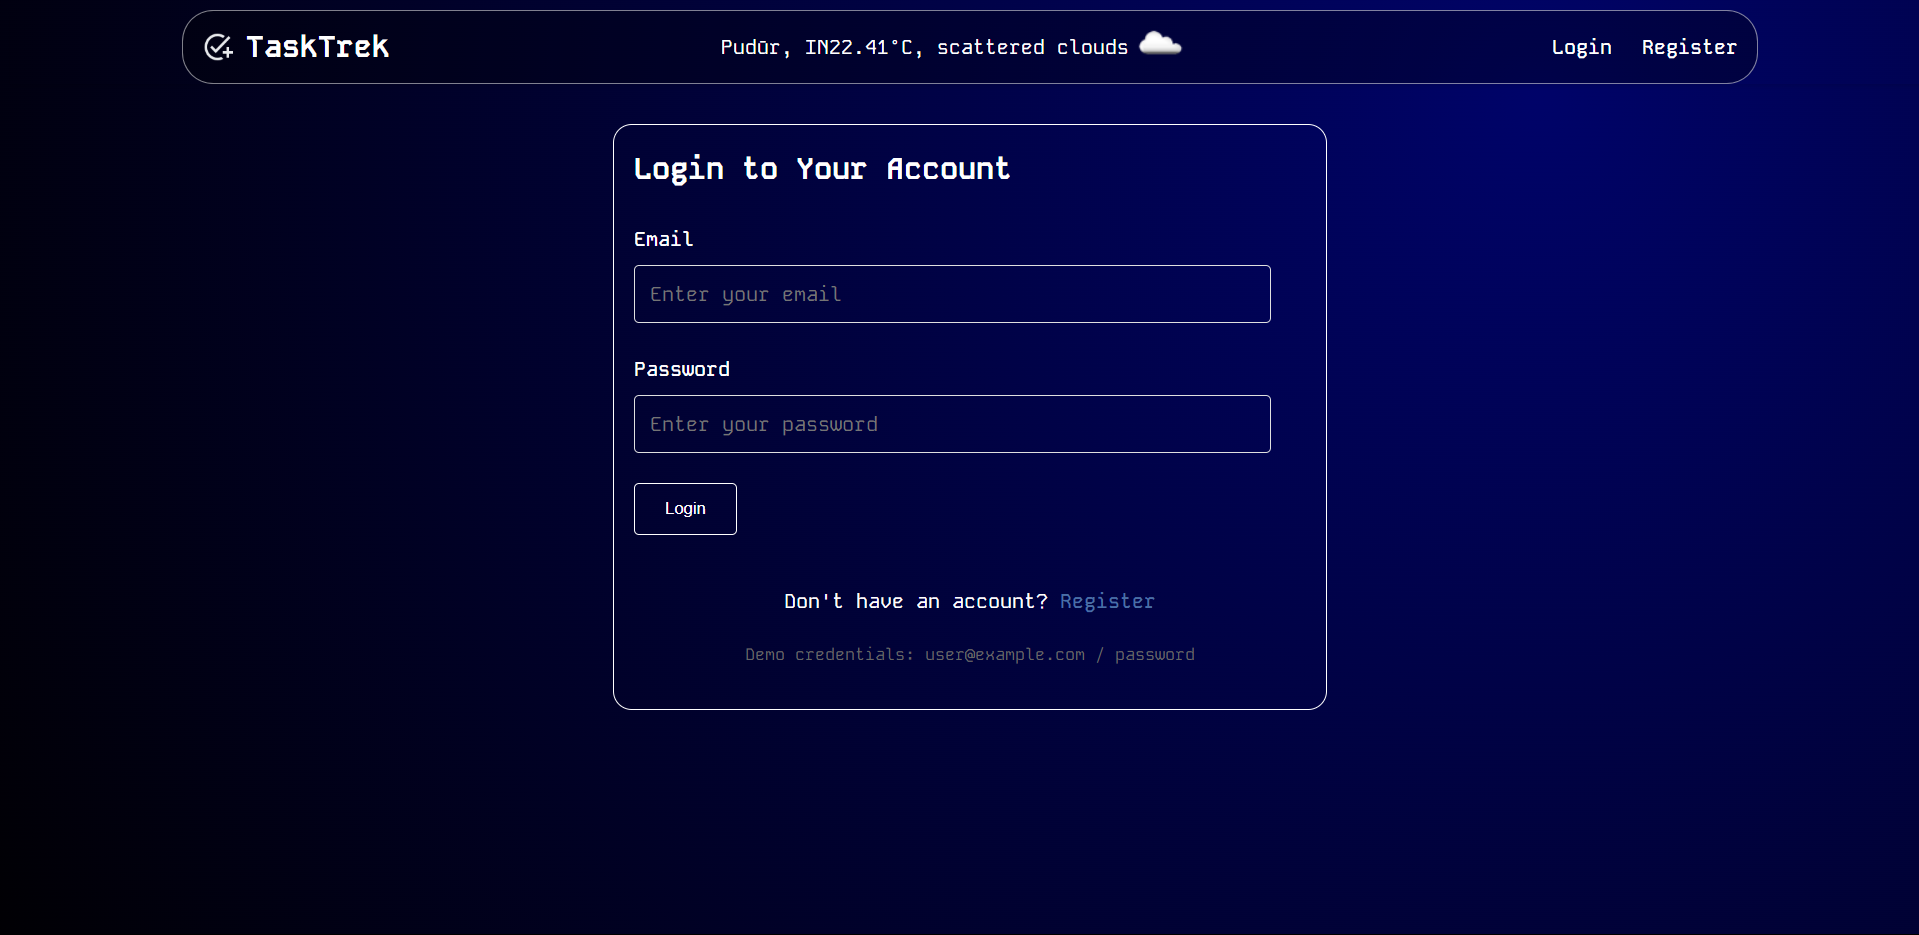 TaskTrek
Pudūr, IN22.41°C, scattered clouds
Login Register
Login to Your Account
Email
Enter your email
Password
Enter your password
Login
Don't have an account? Register
Demo credentials: user@example.com / password